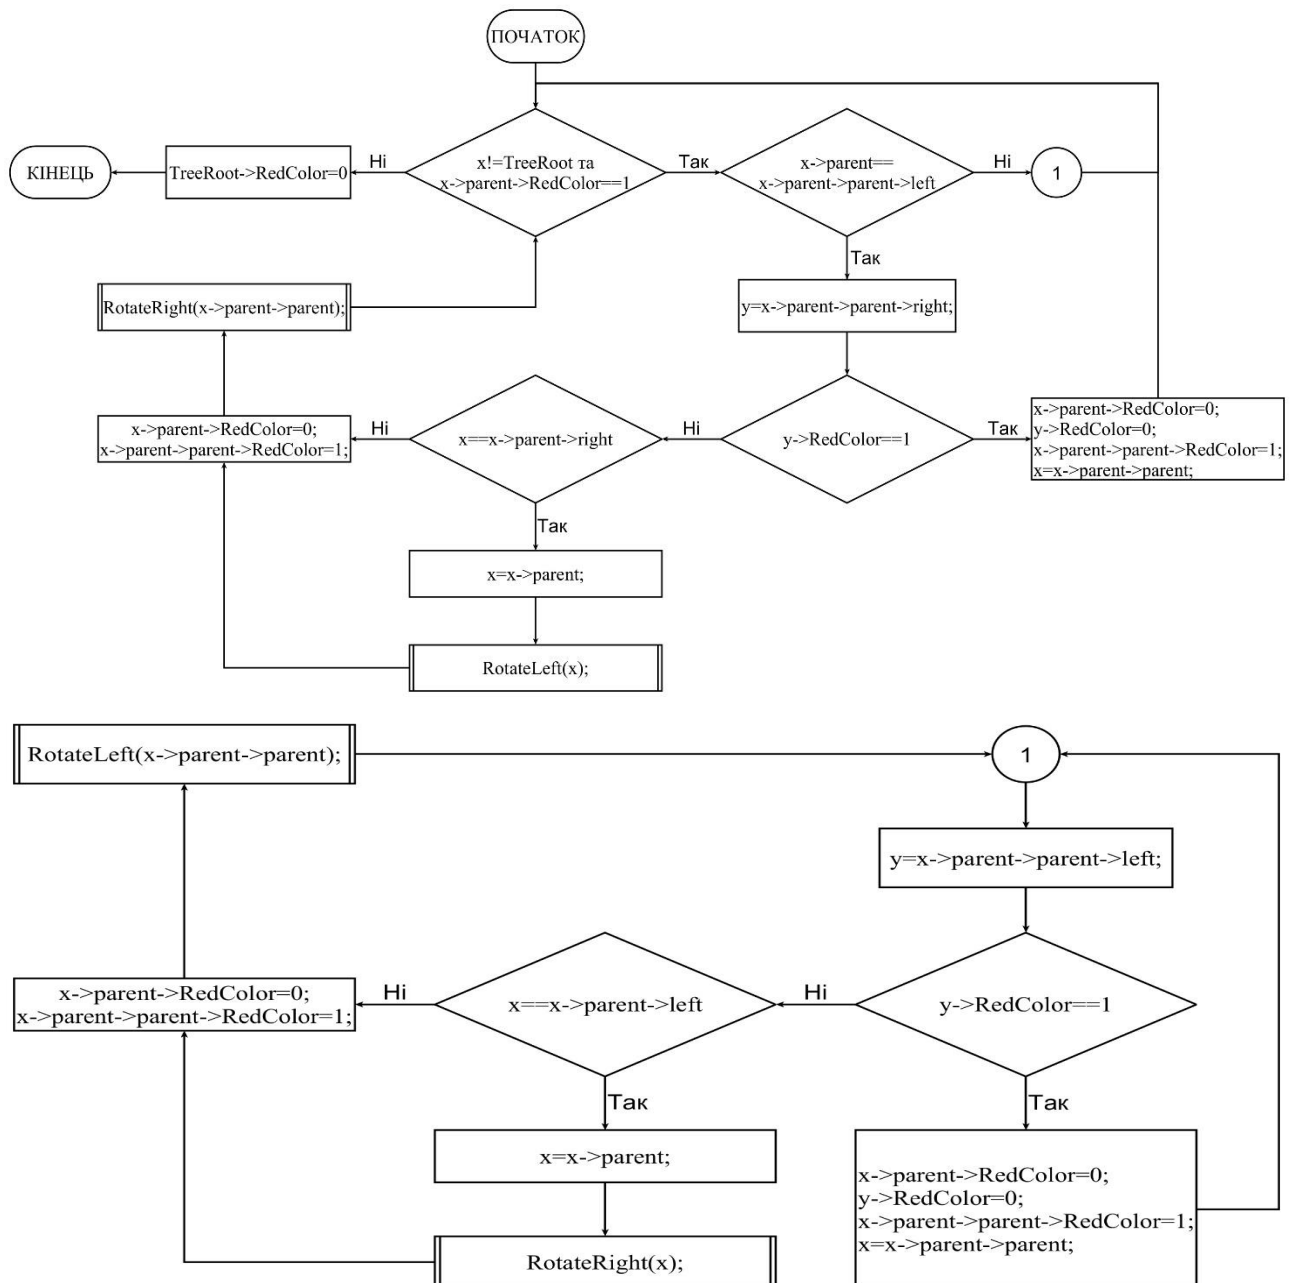 ПОЧАТОК
КІНЕЦЬ
TreeRoot->RedColor=0
Ні
x!=TreeRoot та
x->parent->RedColor==1
Так
x->parent==
x->parent->parent->left
Ні
1
Так
RotateRight(x->parent->parent);
y=x->parent->parent->right;
x->parent->RedColor=0;
x->parent->parent->RedColor=1;
Ні
x==x->parent->right
Ні
y->RedColor==1
Так
x->parent->RedColor=0;
y->RedColor=0;
x->parent->parent->RedColor=1;
x=x->parent->parent;
Так
x=x->parent;
RotateLeft(x);
RotateLeft(x->parent->parent);
1
y=x->parent->parent->left;
x->parent->RedColor=0;
x->parent->parent->RedColor=1;
Ні
x==x->parent->left
Ні
y->RedColor==1
Так
Так
x=x->parent;
x->parent->RedColor=0;
y->RedColor=0;
x->parent->parent->RedColor=1;
x=x->parent->parent;
RotateRight(x);